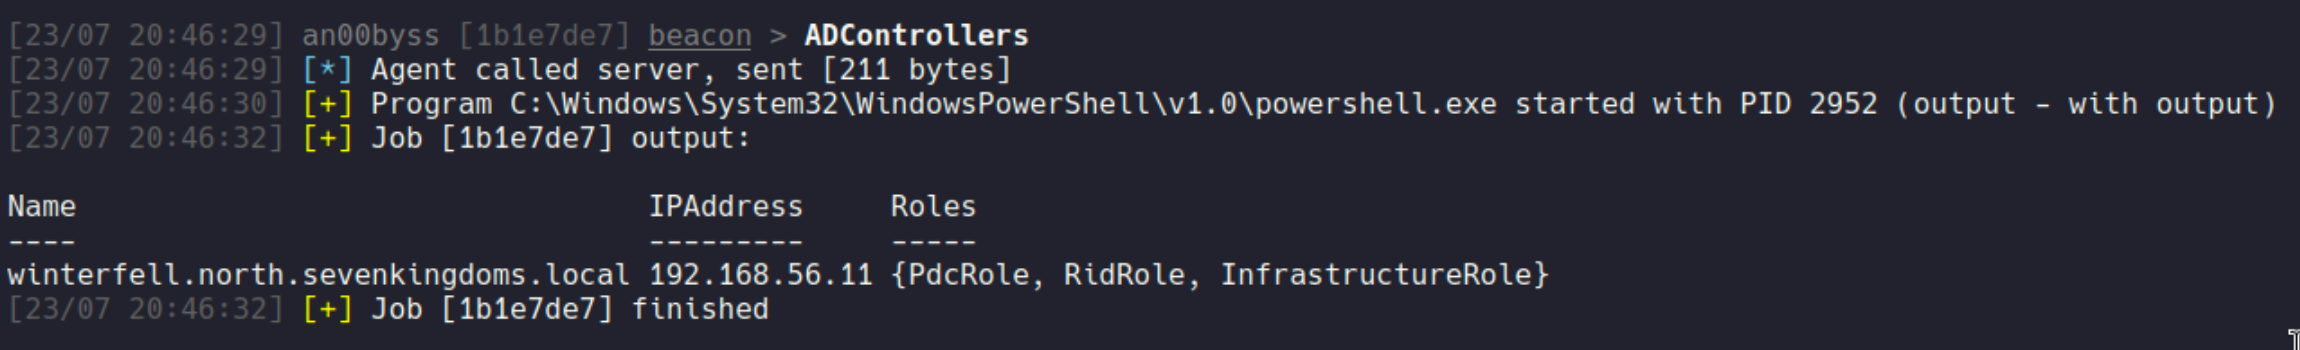 [23/07 20:46:29] an00byss [1b1e7de7] beacon > ADControllers
[23/07 20:46:29] [*] Agent called server, sent [211 bytes]
[23/07 20:46:30] [+] Program C:\Windows\System32\WindowsPowerShell\v1.0\powershell.exe started with PID 2952 (output - with output)
[23/07 20:46:32] [+] Job [1b1e7de7] output:
Name IPAddress Roles
---- --------- -----
winterfell.north.sevenkingdoms.local 192.168.56.11 {PdcRole, RidRole, InfrastructureRole}
[23/07 20:46:32] [+] Job [1b1e7de7] finished